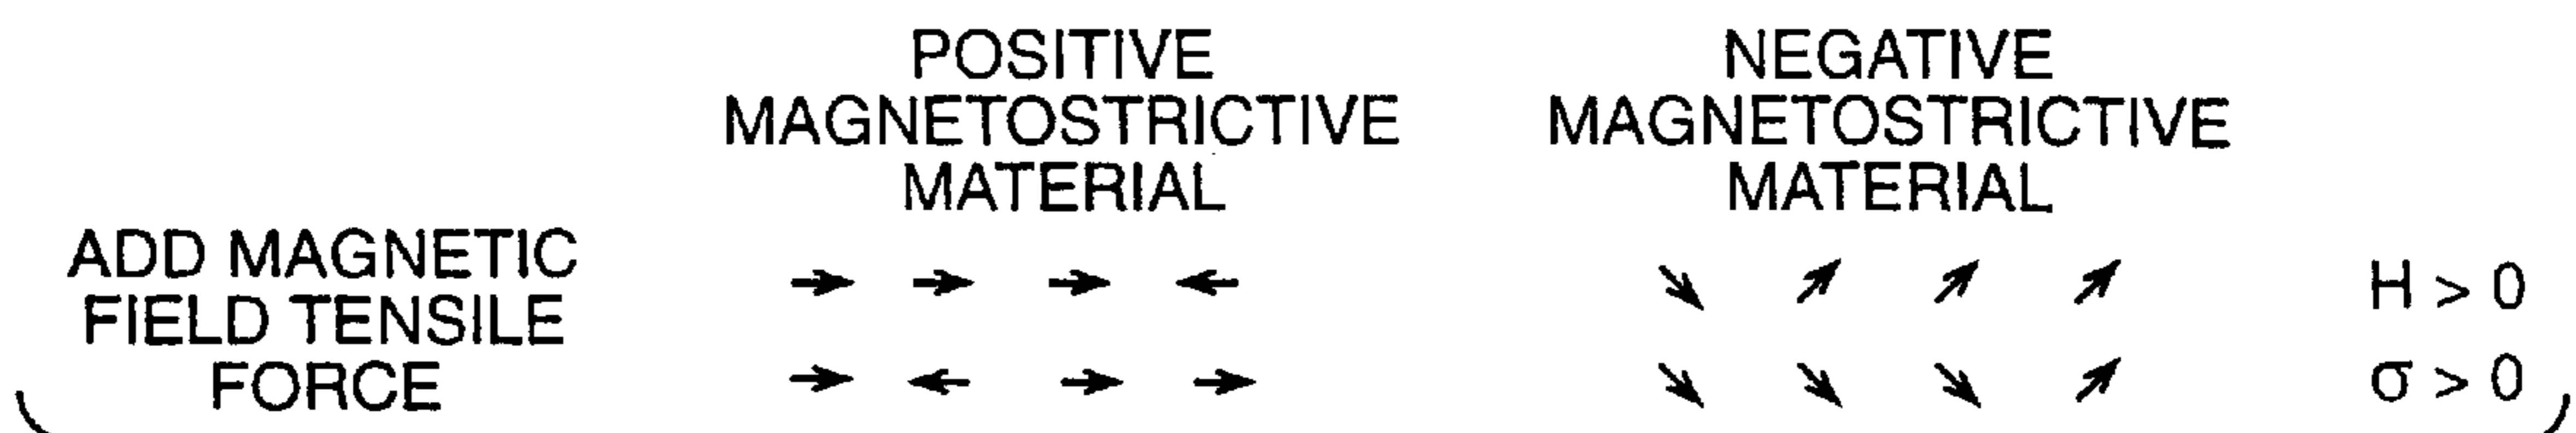 POSITIVE
MAGNETOSTRICTIVE
MATERIAL
NEGATIVE
MAGNETOSTRICTIVE
MATERIAL
ADD MAGNETIC
FIELD TENSILE
FORCE
H > 0
σ > 0